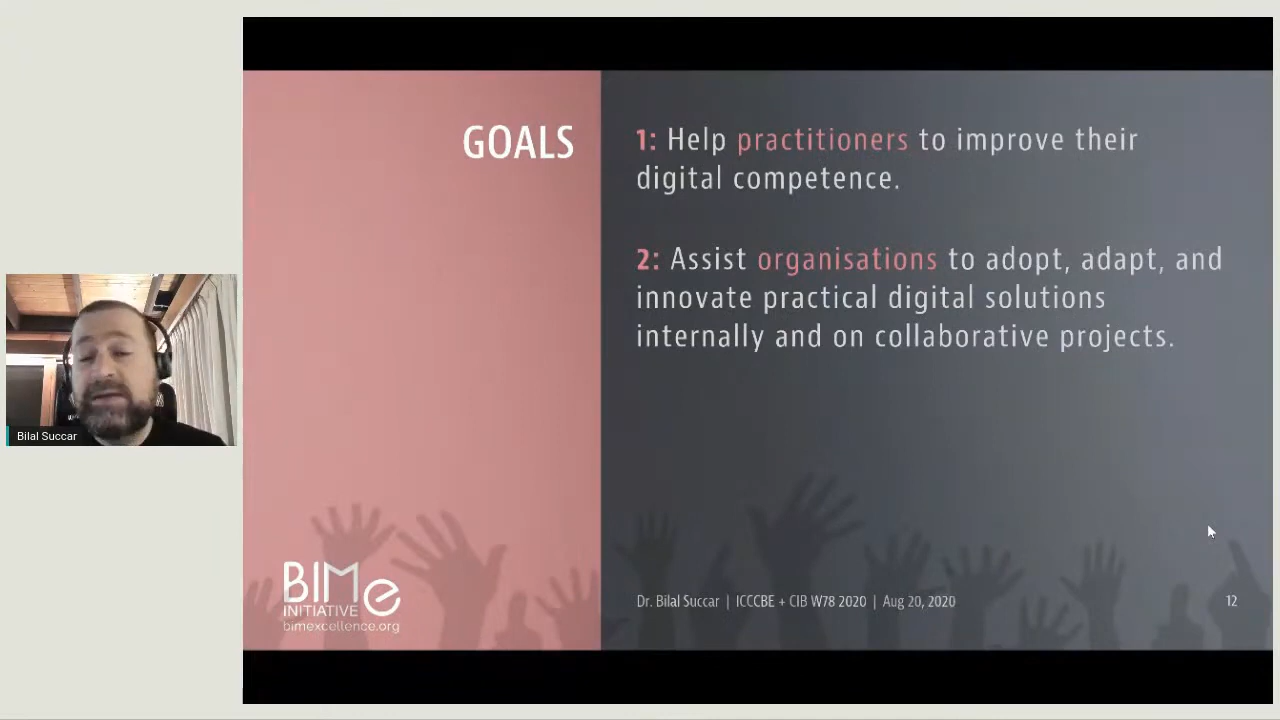 GOALS
1: Help practitioners to improve their
digital competence.
2: Assist organisations to adopt, adapt, and
innovate practical digital solutions
internally and on collaborative projects.
Bilal Succar
BIMe
INITIATIVE
bimexcellence.org
Dr. Bilal Succar | ICCCBE + CIB W78 2020 | Aug 20, 2020
12